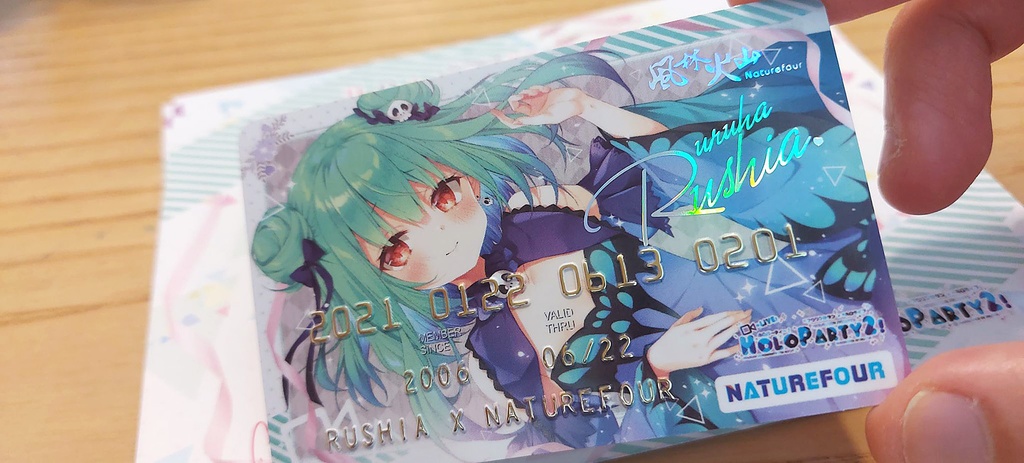 風林火山
Naturefour
Uruha
Rushia.
2021 0122 0613 0201
MEMBER SINCE
VALID THRU
2006
06/22
RUSHIA X NATUREFOUR
HOLOPARTY2!
NATUREFOUR
OPARTY2!